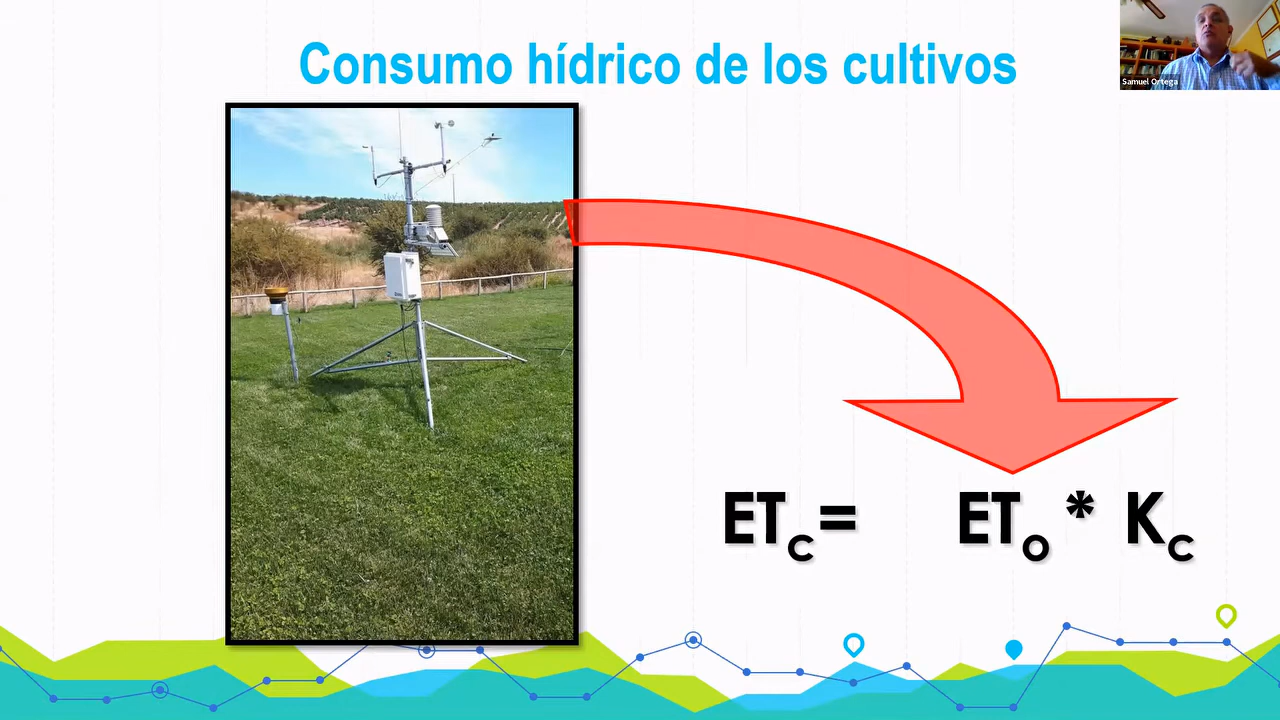 Consumo hídrico de los cultivos
Samuel Ortega
ETc= ETo * Kc